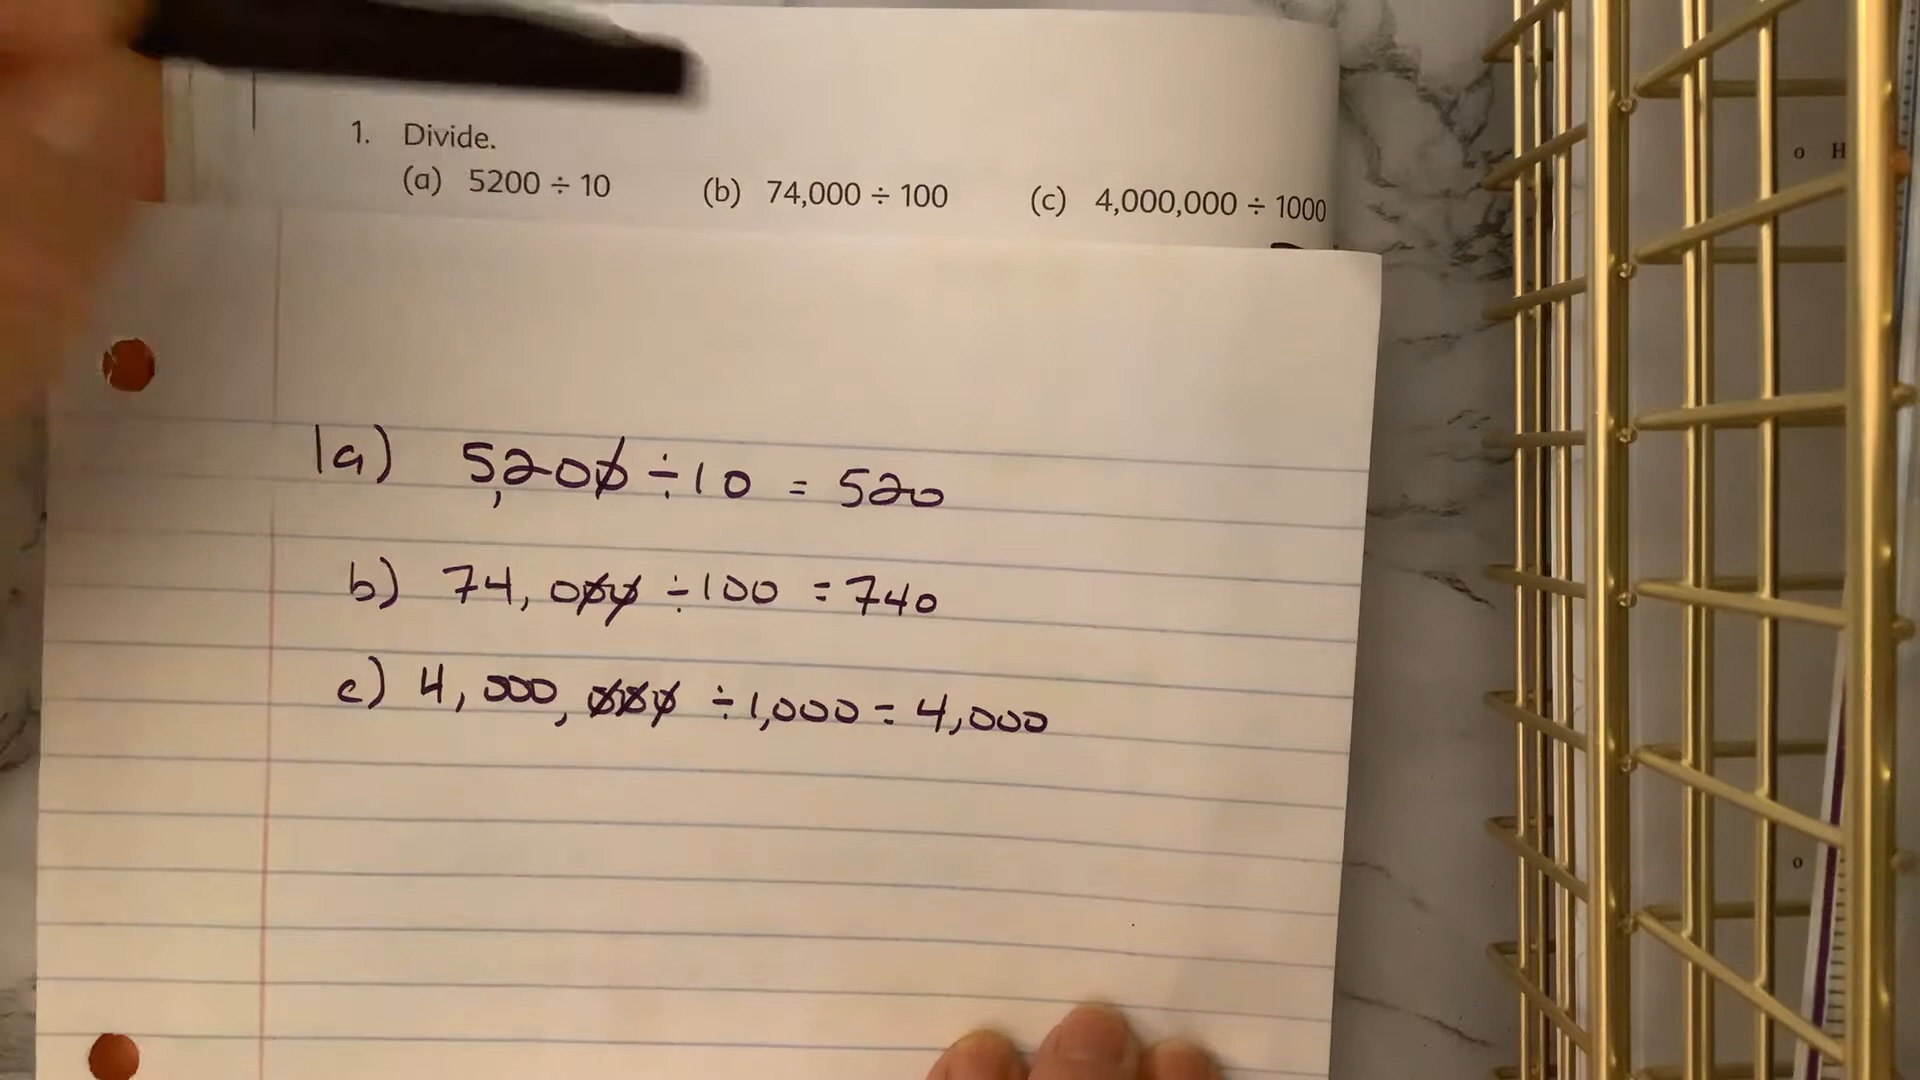 1. Divide.
(a) 5200 ÷ 10 (b) 74,000 ÷ 100 (c) 4,000,000 ÷ 1000
1a) 5,200 ÷ 10 = 520
b) 74,000 ÷ 100 = 740
c) 4,000,000 ÷ 1,000 = 4,000
o H
o